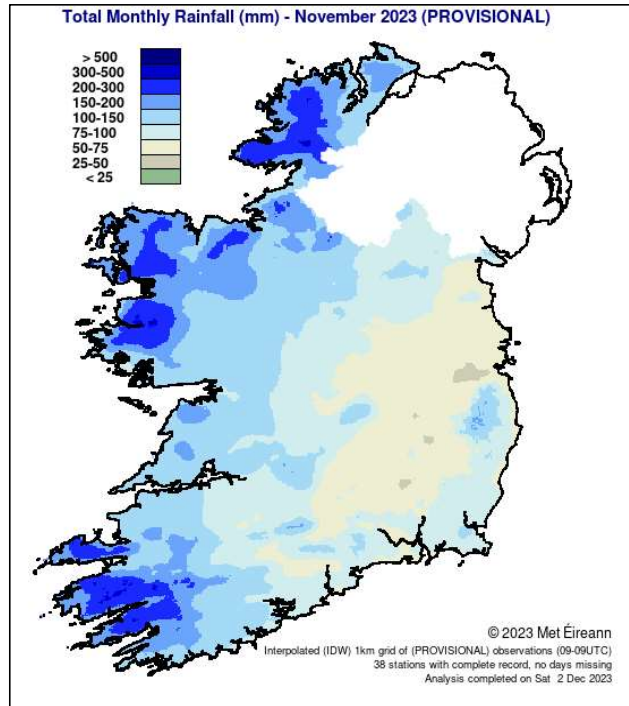 Total Monthly Rainfall (mm) - November 2023 (PROVISIONAL)
> 500
300-500
200-300
150-200
100-150
75-100
50-75
25-50
< 25
© 2023 Met Éireann
Interpolated (IDW) 1km grid of (PROVISIONAL) observations (09-09UTC)
38 stations with complete record, no days missing
Analysis completed on Sat 2 Dec 2023